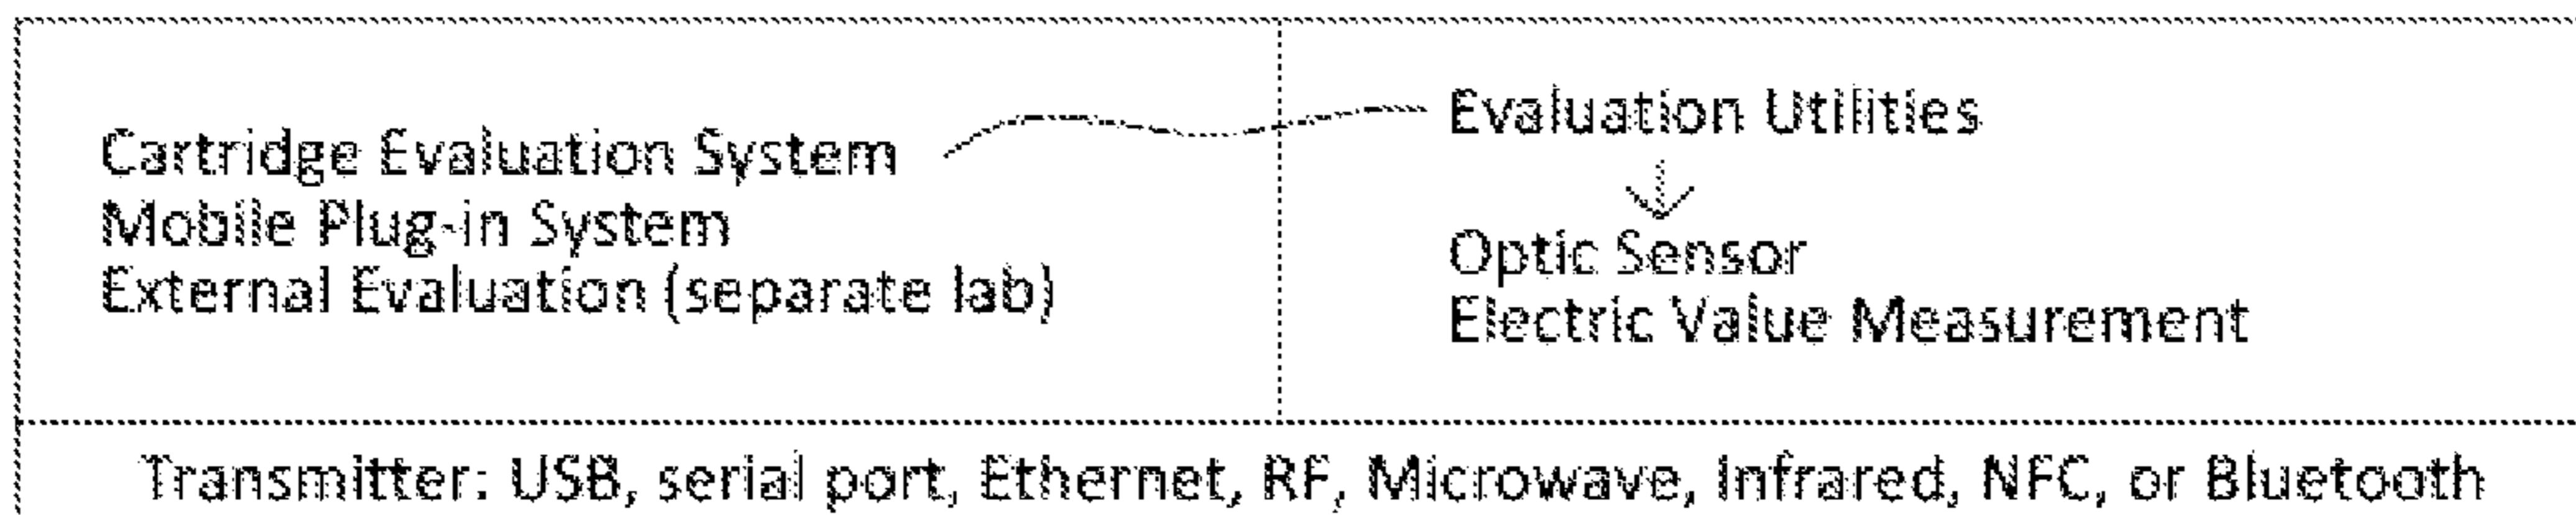 Cartridge Evaluation System
Mobile Plug-in System
External Evaluation (separate lab)
Evaluation Utilities
Optic Sensor
Electric Value Measurement
Transmitter: USB, serial port, Ethernet, RF, Microwave, Infrared, NFC, or Bluetooth